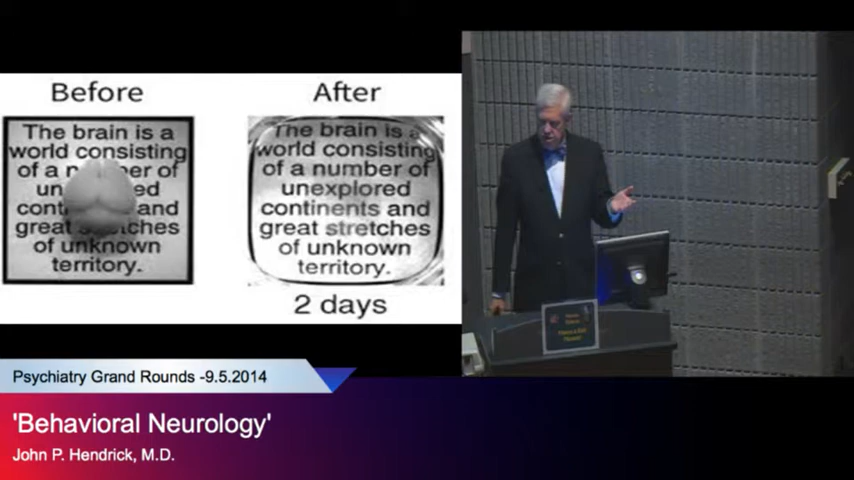 Before
The brain is a
world consisting
of a n er of
un ed
cont and
great s tches
of unknown
territory.
After
The brain is a
world consisting
of a number of
unexplored
continents and
great stretches
of unknown
territory.
2 days
Psychiatry Grand Rounds -9.5.2014
'Behavioral Neurology'
John P. Hendrick, M.D.